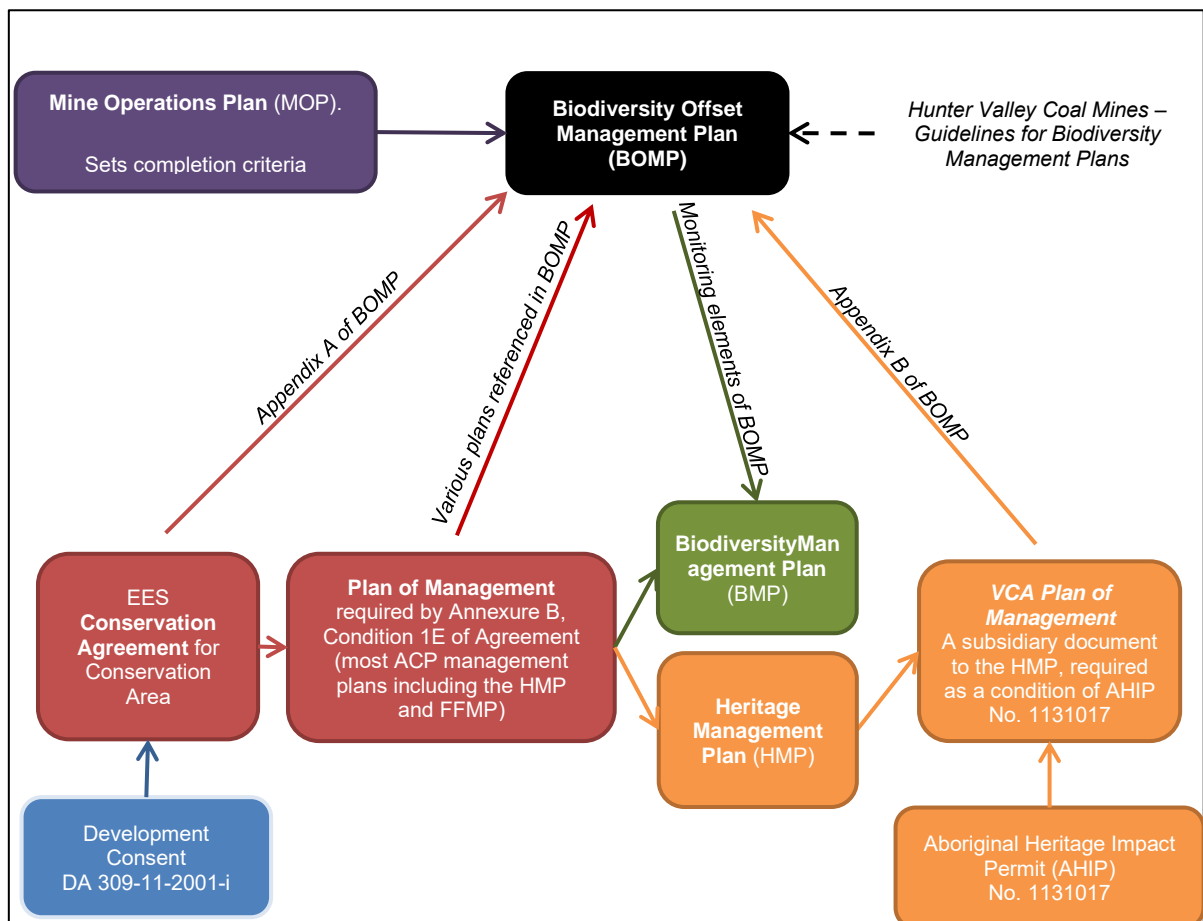 Mine Operations Plan (MOP).
Sets completion criteria
Biodiversity Offset
Management Plan
(BOMP)
Hunter Valley Coal Mines –
Guidelines for Biodiversity
Management Plans
Appendix A of BOMP
Various plans referenced in BOMP
Monitoring elements of BOMP
Appendix B of BOMP
EES
Conservation
Agreement for
Conservation
Area
Plan of Management
required by Annexure B,
Condition 1E of Agreement
(most ACP management
plans including the HMP
and FFMP)
BiodiversityMan
agement Plan
(BMP)
Heritage
Management
Plan (HMP)
VCA Plan of
Management
A subsidiary document
to the HMP, required
as a condition of AHIP
No. 1131017
Development
Consent
DA 309-11-2001-i
Aboriginal Heritage Impact
Permit (AHIP)
No. 1131017